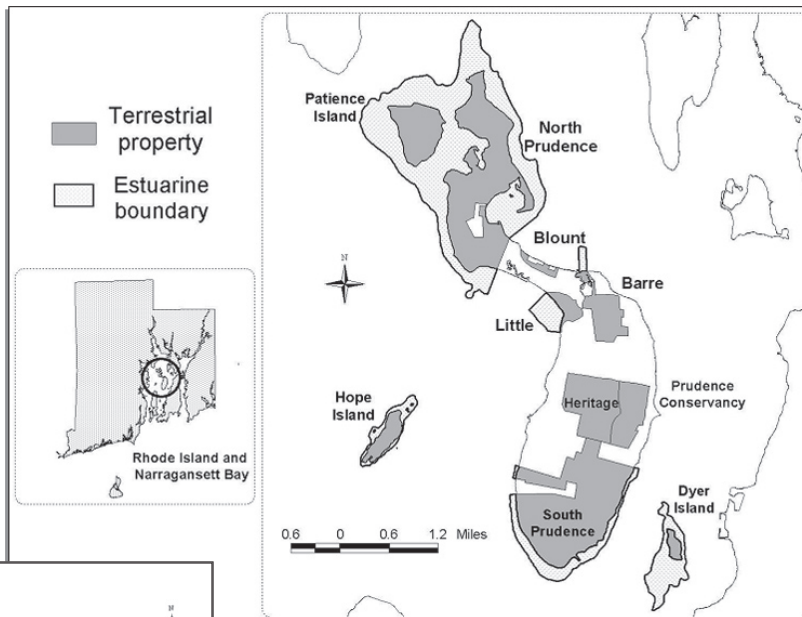 Terrestrial
property
Estuarine
boundary
Patience
Island
North
Prudence
N
Blount
Barre
Little
Hope
Island
Heritage
Prudence
Conservancy
Rhode Island and
Narragansett Bay
South
Prudence
Dyer
Island
0.6 0 0.6 1.2 Miles
N